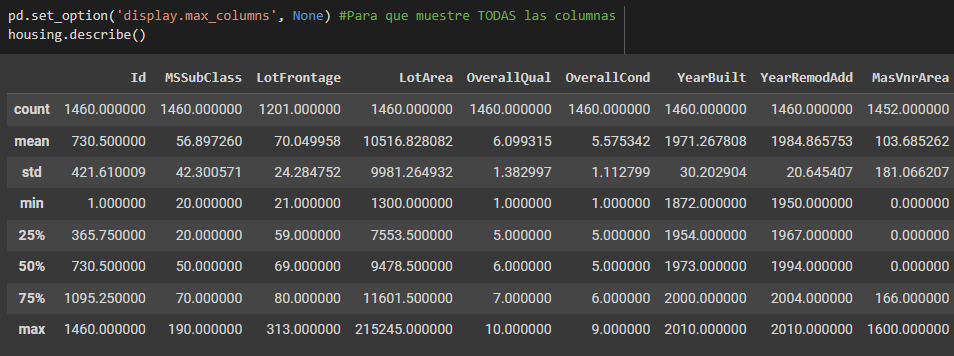 pd.set_option('display.max_columns', None) #Para que muestre TODAS las columnas
housing.describe()
Id MSSubClass LotFrontage LotArea OverallQual OverallCond YearBuilt YearRemodAdd MasVnrArea
count 1460.000000 1460.000000 1201.000000 1460.000000 1460.000000 1460.000000 1460.000000 1460.000000 1452.000000
mean 730.500000 56.897260 70.049958 10516.828082 6.099315 5.575342 1971.267808 1984.865753 103.685262
std 421.610009 42.300571 24.284752 9981.264932 1.382997 1.112799 30.202904 20.645407 181.066207
min 1.000000 20.000000 21.000000 1300.000000 1.000000 1.000000 1872.000000 1950.000000 0.000000
25% 365.750000 20.000000 59.000000 7553.500000 5.000000 5.000000 1954.000000 1967.000000 0.000000
50% 730.500000 50.000000 69.000000 9478.500000 6.000000 5.000000 1973.000000 1994.000000 0.000000
75% 1095.250000 70.000000 80.000000 11601.500000 7.000000 6.000000 2000.000000 2004.000000 166.000000
max 1460.000000 190.000000 313.000000 215245.000000 10.000000 9.000000 2010.000000 2010.000000 1600.000000